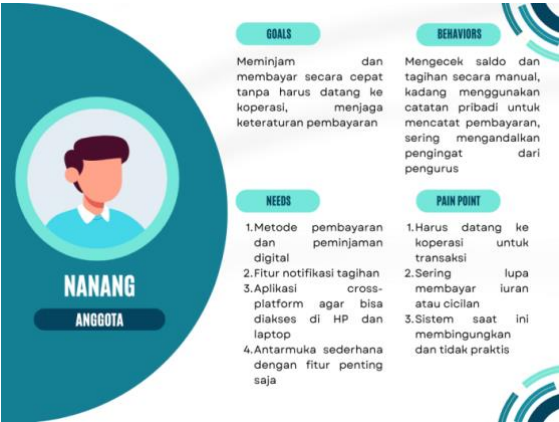 GOALS
Meminjam dan
membayar secara cepat
tanpa harus datang ke
koperasi, menjaga
keteraturan pembayaran
BEHAVIORS
Mengecek saldo dan
tagihan secara manual,
kadang menggunakan
catatan pribadi untuk
mencatat pembayaran,
sering mengandalkan
pengingat dari
pengurus
NANANG
ANGGOTA
NEEDS
1.Metode pembayaran
dan peminjaman
digital
2.Fitur notifikasi tagihan
3.Aplikasi cross-
platform agar bisa
diakses di HP dan
laptop
4.Antarmuka sederhana
dengan fitur penting
saja
PAIN POINT
1.Harus datang ke
koperasi untuk
transaksi
2.Sering lupa
membayar iuran
atau cicilan
3.Sistem saat ini
membingungkan
dan tidak praktis